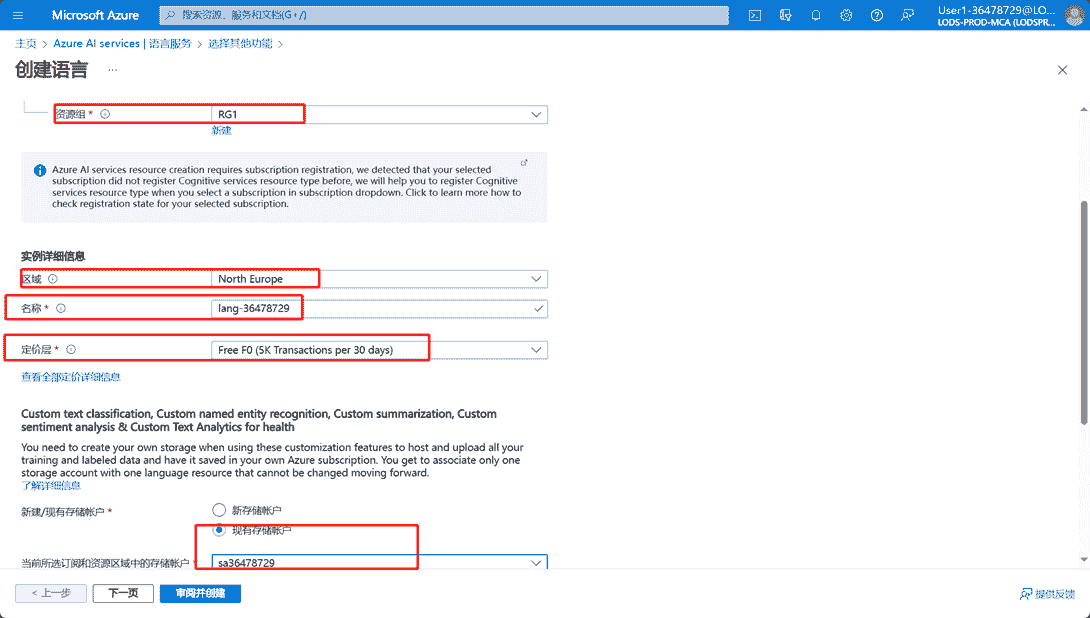 Microsoft Azure
搜索资源、服务和文档(G+/)
User1-36478729@LO...
LODS-PROD-MCA (LODSPR...
主页 > Azure AI services | 语言服务 > 选择其他功能 >
创建语言 ...
资源组 * RG1
新建
Azure AI services resource creation requires subscription registration, we detected that your selected
subscription did not register Cognitive services resource type before, we will help you to register Cognitive
services resource type when you select a subscription in subscription dropdown. Click to learn more how to
check registration state for your selected subscription.
实例详细信息
区域 North Europe
名称 * lang-36478729
定价层 * Free F0 (5K Transactions per 30 days)
查看全部定价详细信息
Custom text classification, Custom named entity recognition, Custom summarization, Custom
sentiment analysis & Custom Text Analytics for health
You need to create your own storage when using these customization features to host and upload all your
training and labeled data and have it saved in your own Azure subscription. You get to associate only one
storage account with one language resource that cannot be changed moving forward.
了解详细信息
新建/现有存储帐户 * 新存储帐户
现有存储帐户
当前所选订阅和资源区域中的存储帐户 * sa36478729
< 上一步 下一页 审阅并创建 提供反馈